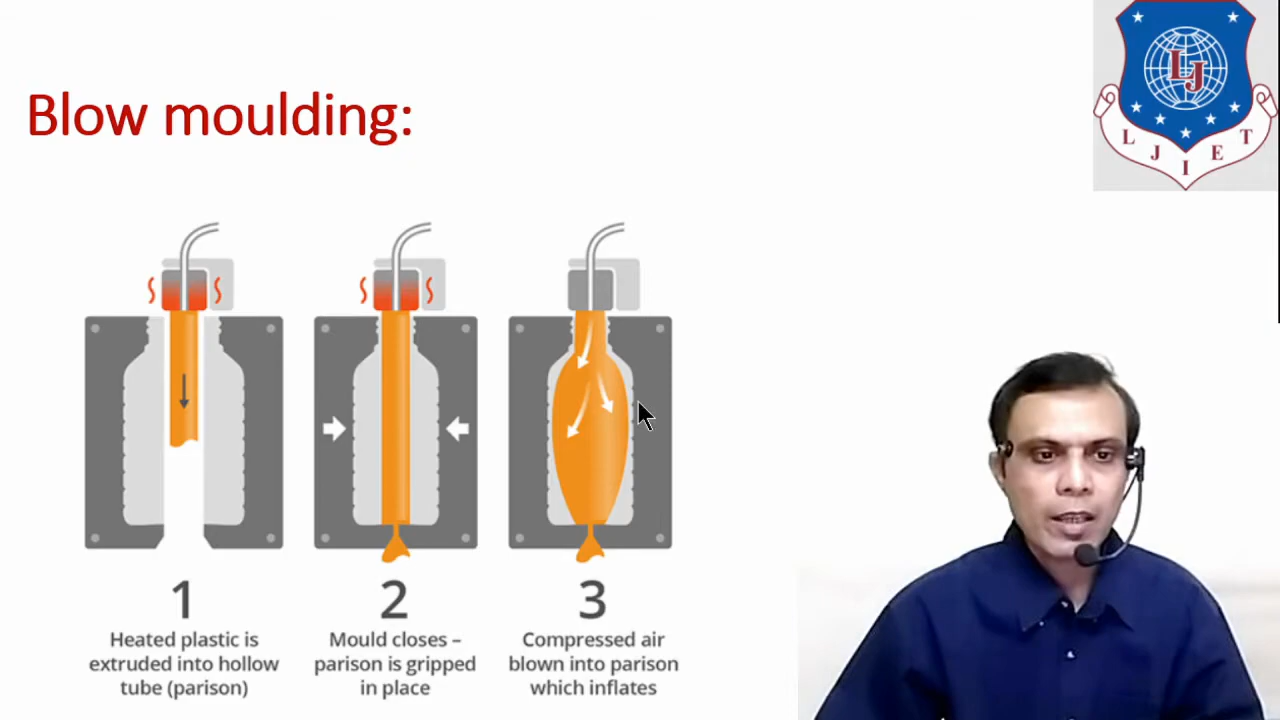 Blow moulding:
LJ
L J I E T
1
Heated plastic is
extruded into hollow
tube (parison)
2
Mould closes –
parison is gripped
in place
3
Compressed air
blown into parison
which inflates